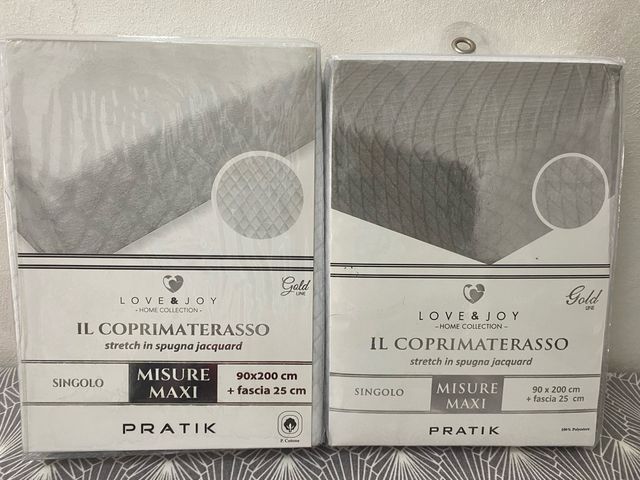 LOVE & JOY
- HOME COLLECTION -
Gold
LINE
IL COPRIMATERASSO
stretch in spugna jacquard
SINGOLO
MISURE
MAXI
90x200 cm
+ fascia 25 cm
PRATIK
P. Cotone
LOVE & JOY
- HOME COLLECTION -
Gold
LINE
IL COPRIMATERASSO
stretch in spugna jacquard
SINGOLO
MISURE
MAXI
90 x 200 cm
+ fascia 25 cm
PRATIK
100% Polyestere